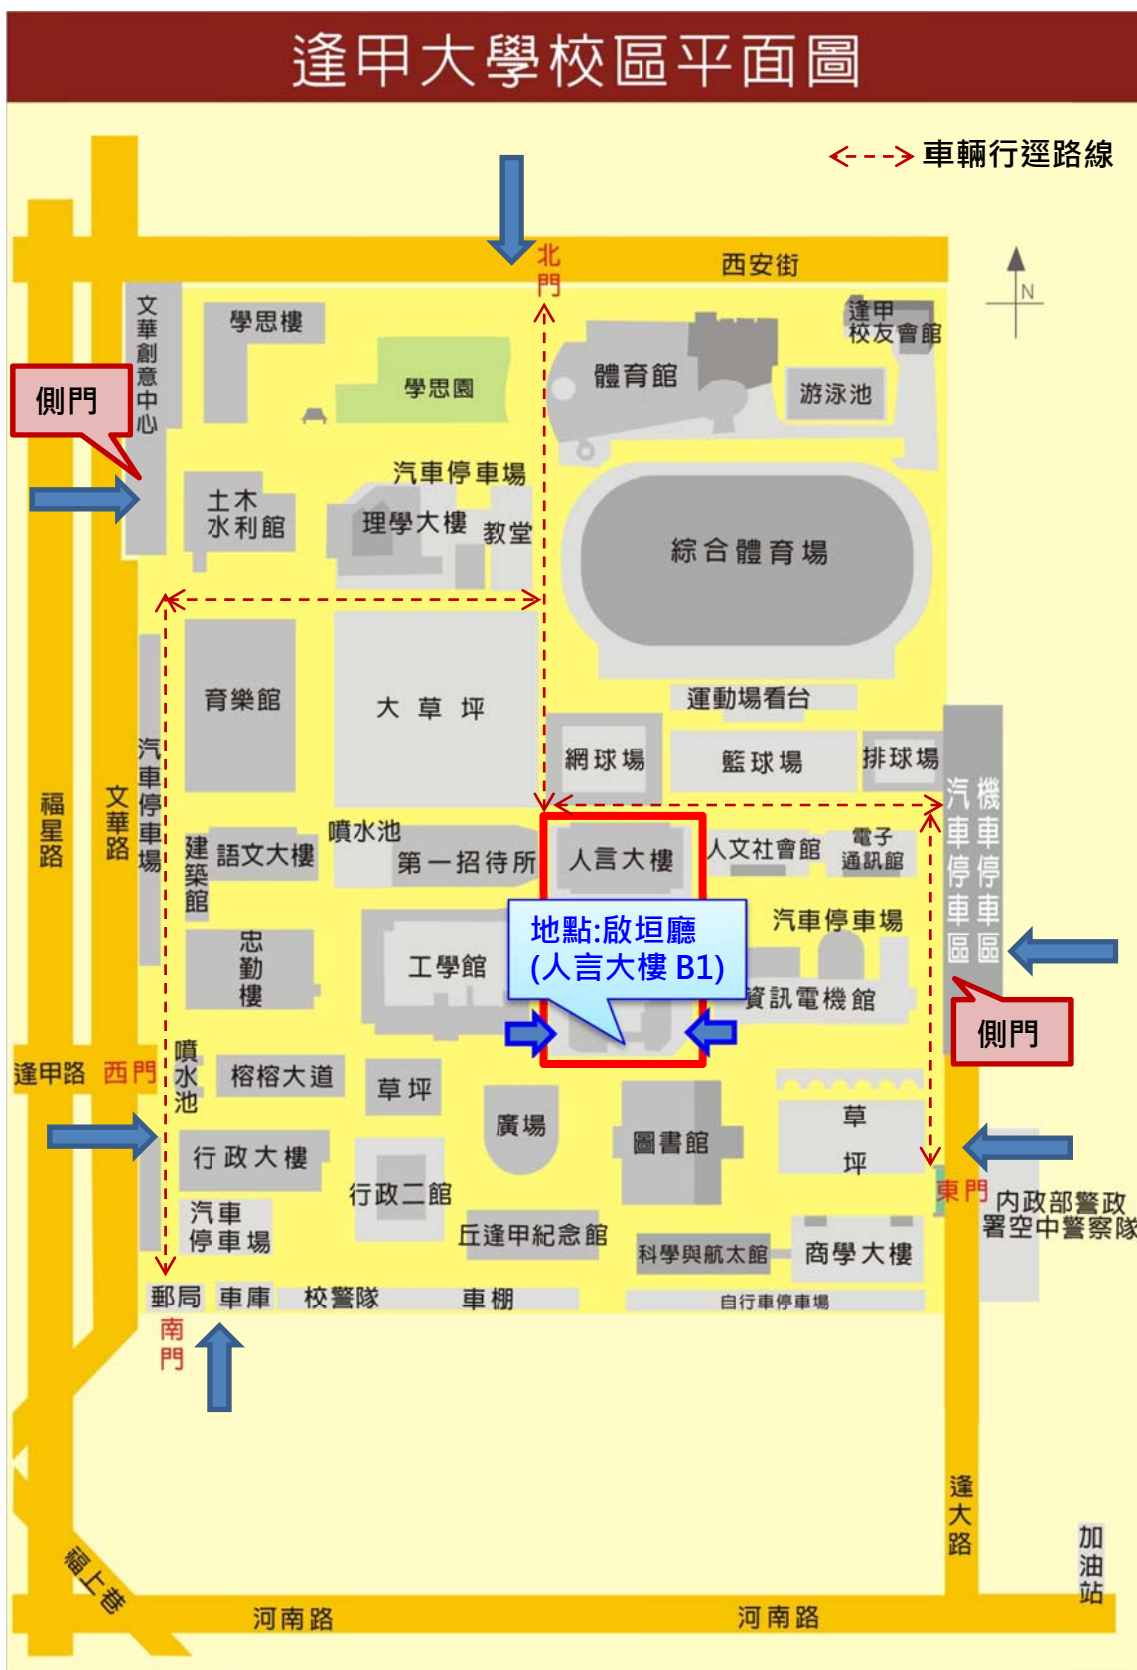 逢甲大學校區平面圖
車輛行逕路線
北門
西安街
N
文華創意中心
學思樓
逢甲
校友會館
側門
學思園
體育館
游泳池
汽車停車場
土木
水利館
理學大樓
教堂
綜合體育場
育樂館
大草坪
運動場看台
網球場
籃球場
排球場
福星路
文華路
汽車停車場
汽車停車區
機車停車區
噴水池
建築館
語文大樓
第一招待所
人言大樓
人文社會館
電子
通訊館
忠勤樓
工學館
地點:啟垣廳
(人言大樓 B1)
汽車停車場
資訊電機館
側門
逢甲路
西門
噴水池
榕榕大道
草坪
廣場
圖書館
草坪
行政大樓
行政二館
東門
內政部警政
署空中警察隊
汽車
停車場
丘逢甲紀念館
科學與航太館
商學大樓
郵局
車庫
校警隊
車棚
自行車停車場
南門
逢大路
加油站
福上巷
河南路
河南路